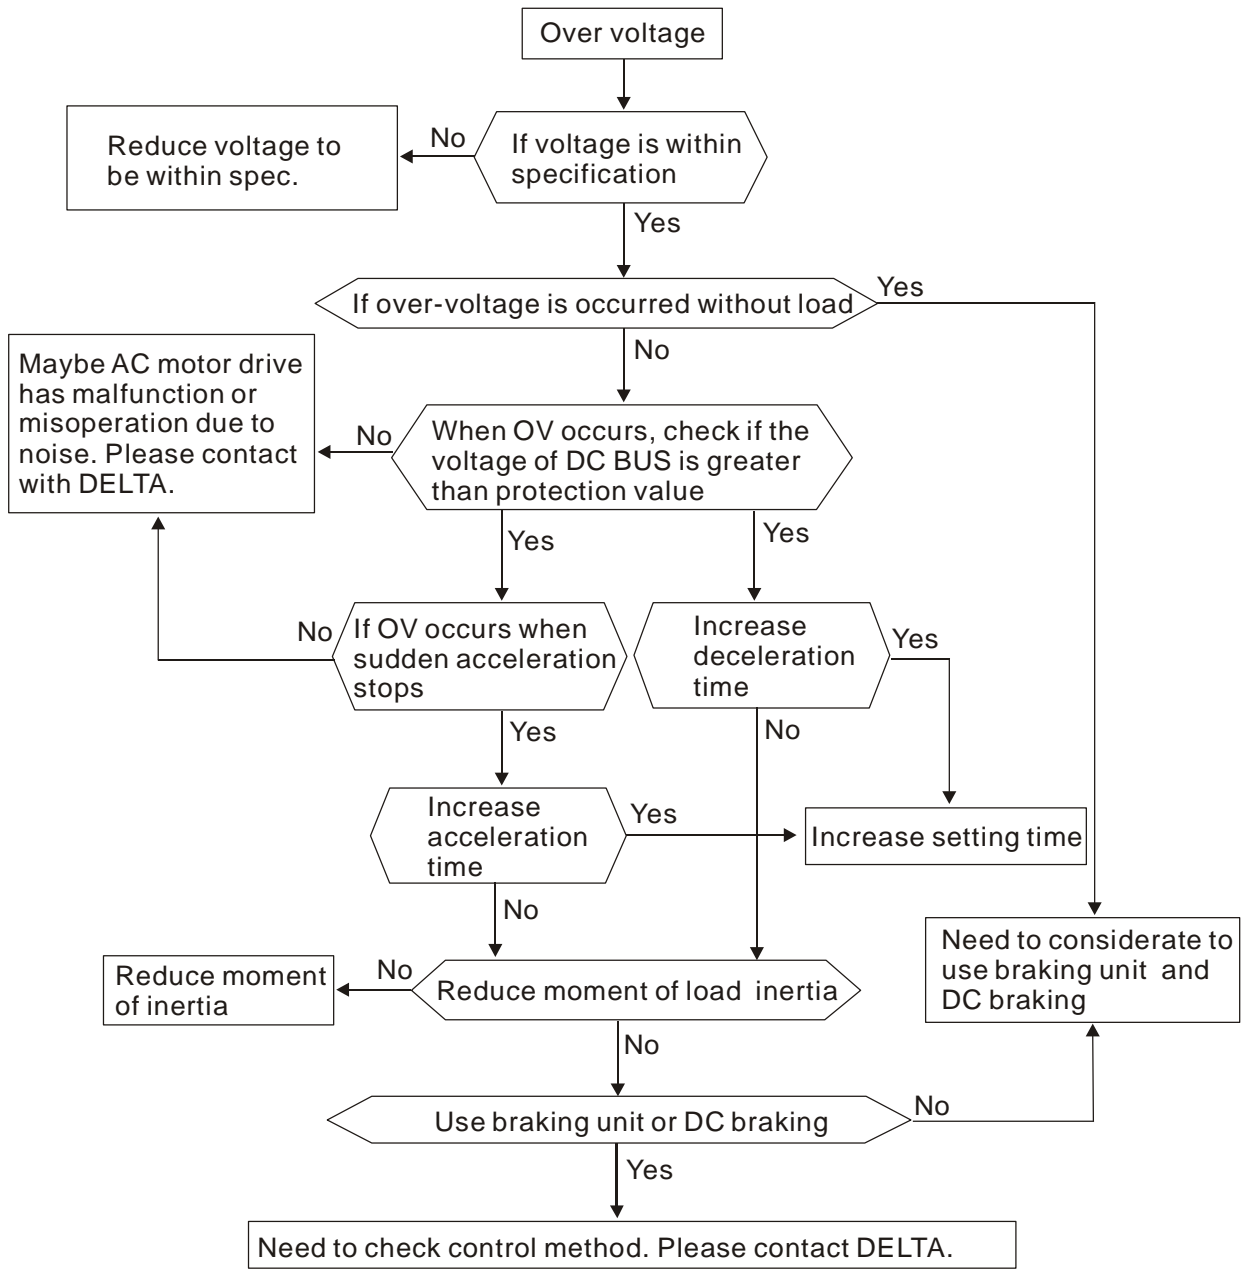 Over voltage
Reduce voltage to
be within spec.
No
If voltage is within
specification
Yes
If over-voltage is occurred without load
Yes
No
Maybe AC motor drive
has malfunction or
misoperation due to
noise. Please contact
with DELTA.
No
When OV occurs, check if the
voltage of DC BUS is greater
than protection value
Yes
Yes
No
If OV occurs when
sudden acceleration
stops
Increase
deceleration
time
Yes
Yes
No
Increase
acceleration
time
Yes
Increase setting time
No
Need to considerate to
use braking unit and
DC braking
Reduce moment
of inertia
No
Reduce moment of load inertia
No
Use braking unit or DC braking
No
Yes
Need to check control method. Please contact DELTA.